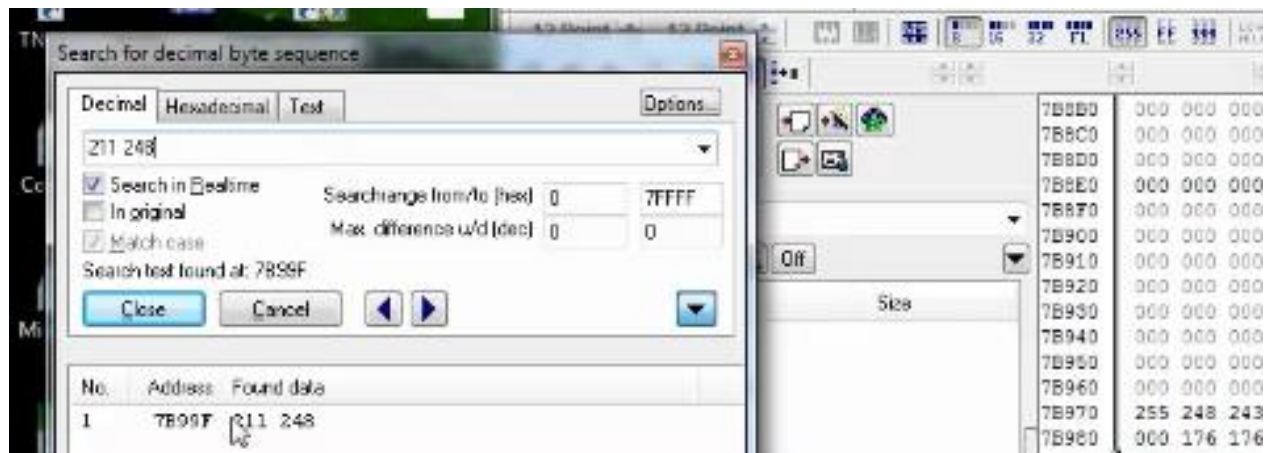 TN
Search for decimal byte sequence
Decimal Hexadecimal Text Options...
211 248
Search in Realtime
In original
Match case
Searchrange from/to (hex) 0 7FFFF
Max. difference u/d (dec) 0 0
Search text found at: 7B99F
Close Cancel
No. Address Found data
1 7B99F 211 248
Co
Mi
Off
Size
7B8B0 000 000 000
7B8C0 000 000 000
7B8D0 000 000 000
7B8E0 000 000 000
7B8F0 000 000 000
7B900 000 000 000
7B910 000 000 000
7B920 000 000 000
7B930 000 000 000
7B940 000 000 000
7B950 000 000 000
7B960 000 000 000
7B970 255 248 243
7B980 000 176 176